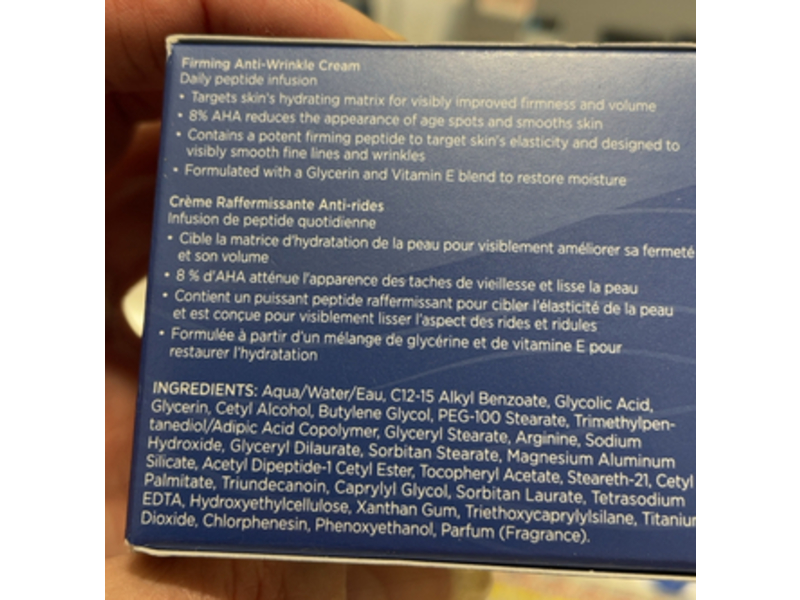 Firming Anti-Wrinkle Cream
Daily peptide infusion
• Targets skin's hydrating matrix for visibly improved firmness and volume
• 8% AHA reduces the appearance of age spots and smooths skin
• Contains a potent firming peptide to target skin's elasticity and designed to
visibly smooth fine lines and wrinkles
• Formulated with a Glycerin and Vitamin E blend to restore moisture
Crème Raffermissante Anti-rides
Infusion de peptide quotidienne
• Cible la matrice d'hydratation de la peau pour visiblement améliorer sa fermeté
et son volume
• 8 % d'AHA atténue l'apparence des taches de vieillesse et lisse la peau
• Contient un puissant peptide raffermissant pour cibler l'élasticité de la peau
et est conçue pour visiblement lisser l'aspect des rides et ridules
• Formulée à partir d'un mélange de glycérine et de vitamine E pour
restaurer l'hydratation
INGREDIENTS: Aqua/Water/Eau, C12-15 Alkyl Benzoate, Glycolic Acid,
Glycerin, Cetyl Alcohol, Butylene Glycol, PEG-100 Stearate, Trimethylpen-
tanediol/Adipic Acid Copolymer, Glyceryl Stearate, Arginine, Sodium
Hydroxide, Glyceryl Dilaurate, Sorbitan Stearate, Magnesium Aluminum
Silicate, Acetyl Dipeptide-1 Cetyl Ester, Tocopheryl Acetate, Steareth-21, Cetyl
Palmitate, Triundecanoin, Caprylyl Glycol, Sorbitan Laurate, Tetrasodium
EDTA, Hydroxyethylcellulose, Xanthan Gum, Triethoxycaprylylsilane, Titaniu
Dioxide, Chlorphenesin, Phenoxyethanol, Parfum (Fragrance).